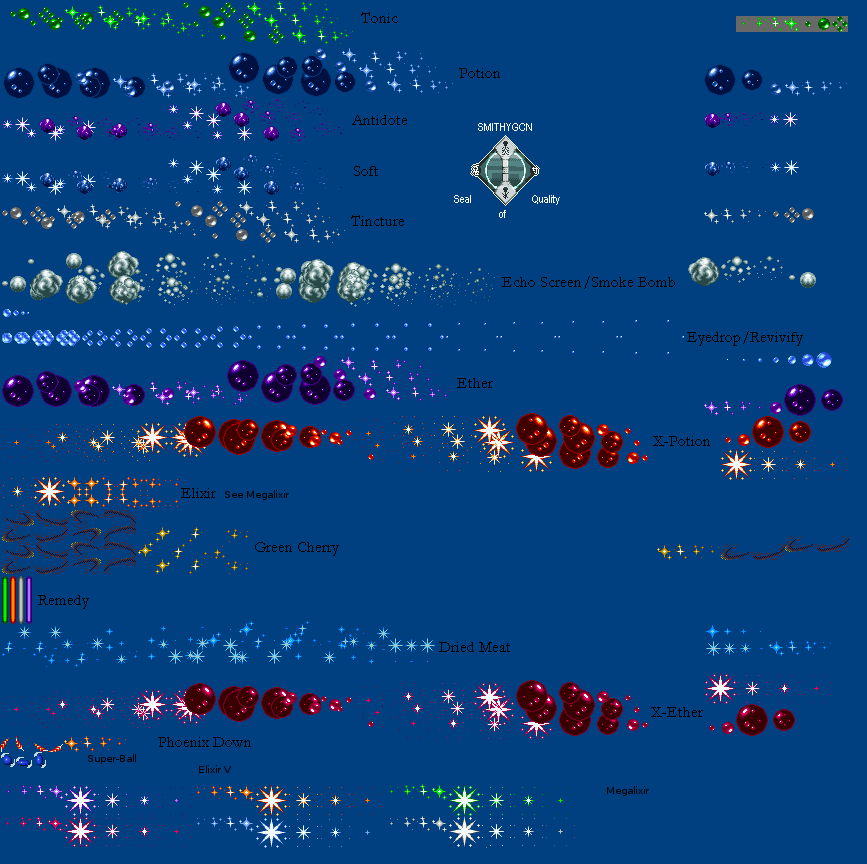 Tonic
Potion
Antidote
SMITHYGCN
Soft
Seal
Quality
of
Tincture
Echo Screen/Smoke Bomb
Eyedrop/Revivify
Ether
X-Potion
Elixir See Megalixir
Green Cherry
Remedy
Dried Meat
X-Ether
Phoenix Down
Super-Ball
Elixir V
Megalixir